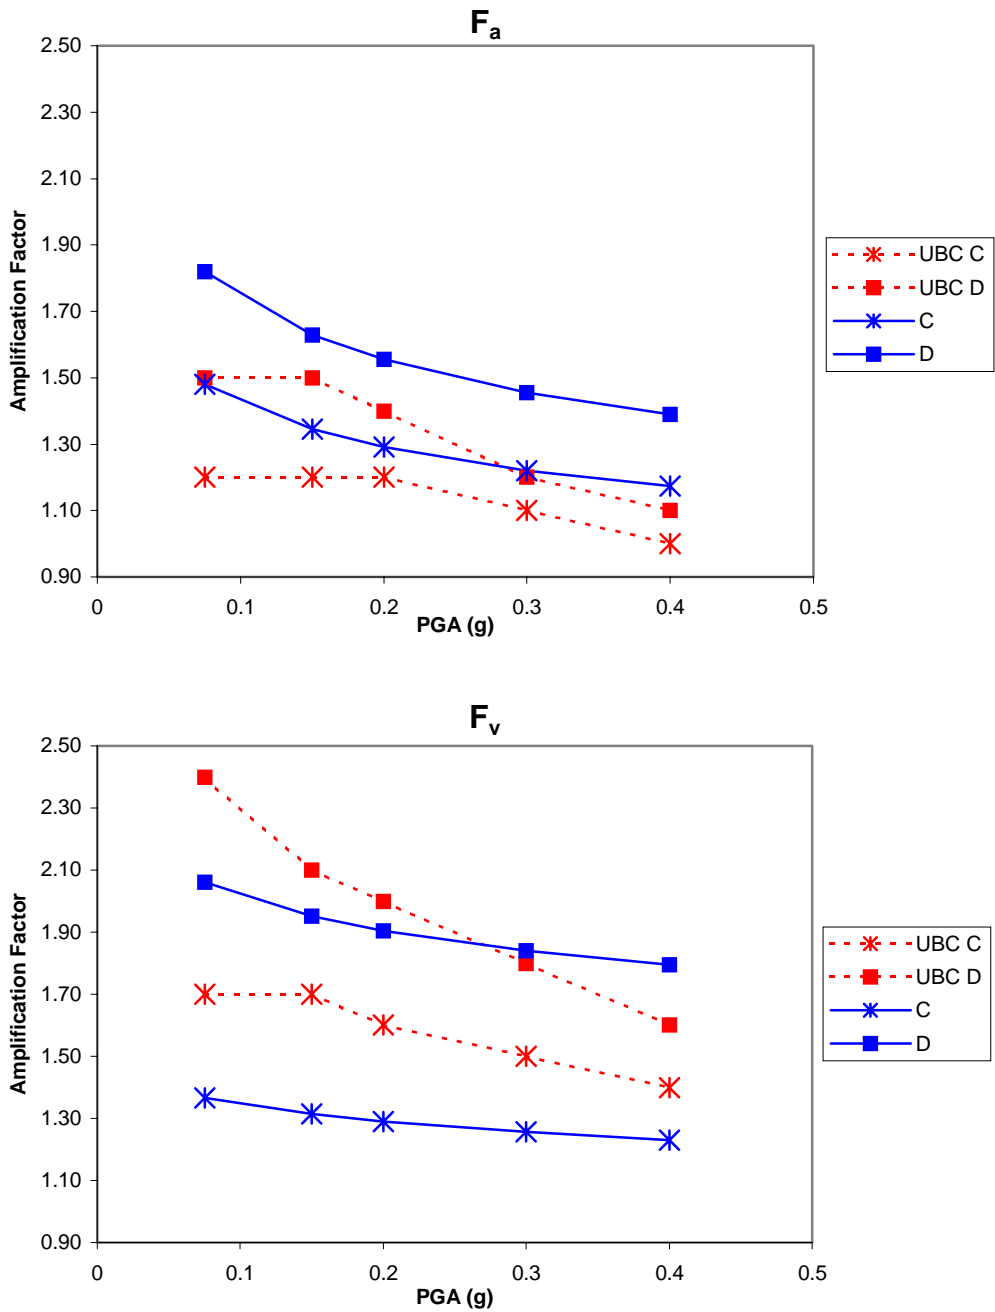 Fa
Amplification Factor
2.50
2.30
2.10
1.90
1.70
1.50
1.30
1.10
0.90
0
0.1
0.2
0.3
0.4
0.5
PGA (g)
UBC C
UBC D
C
D
Fv
Amplification Factor
2.50
2.30
2.10
1.90
1.70
1.50
1.30
1.10
0.90
0
0.1
0.2
0.3
0.4
0.5
PGA (g)
UBC C
UBC D
C
D